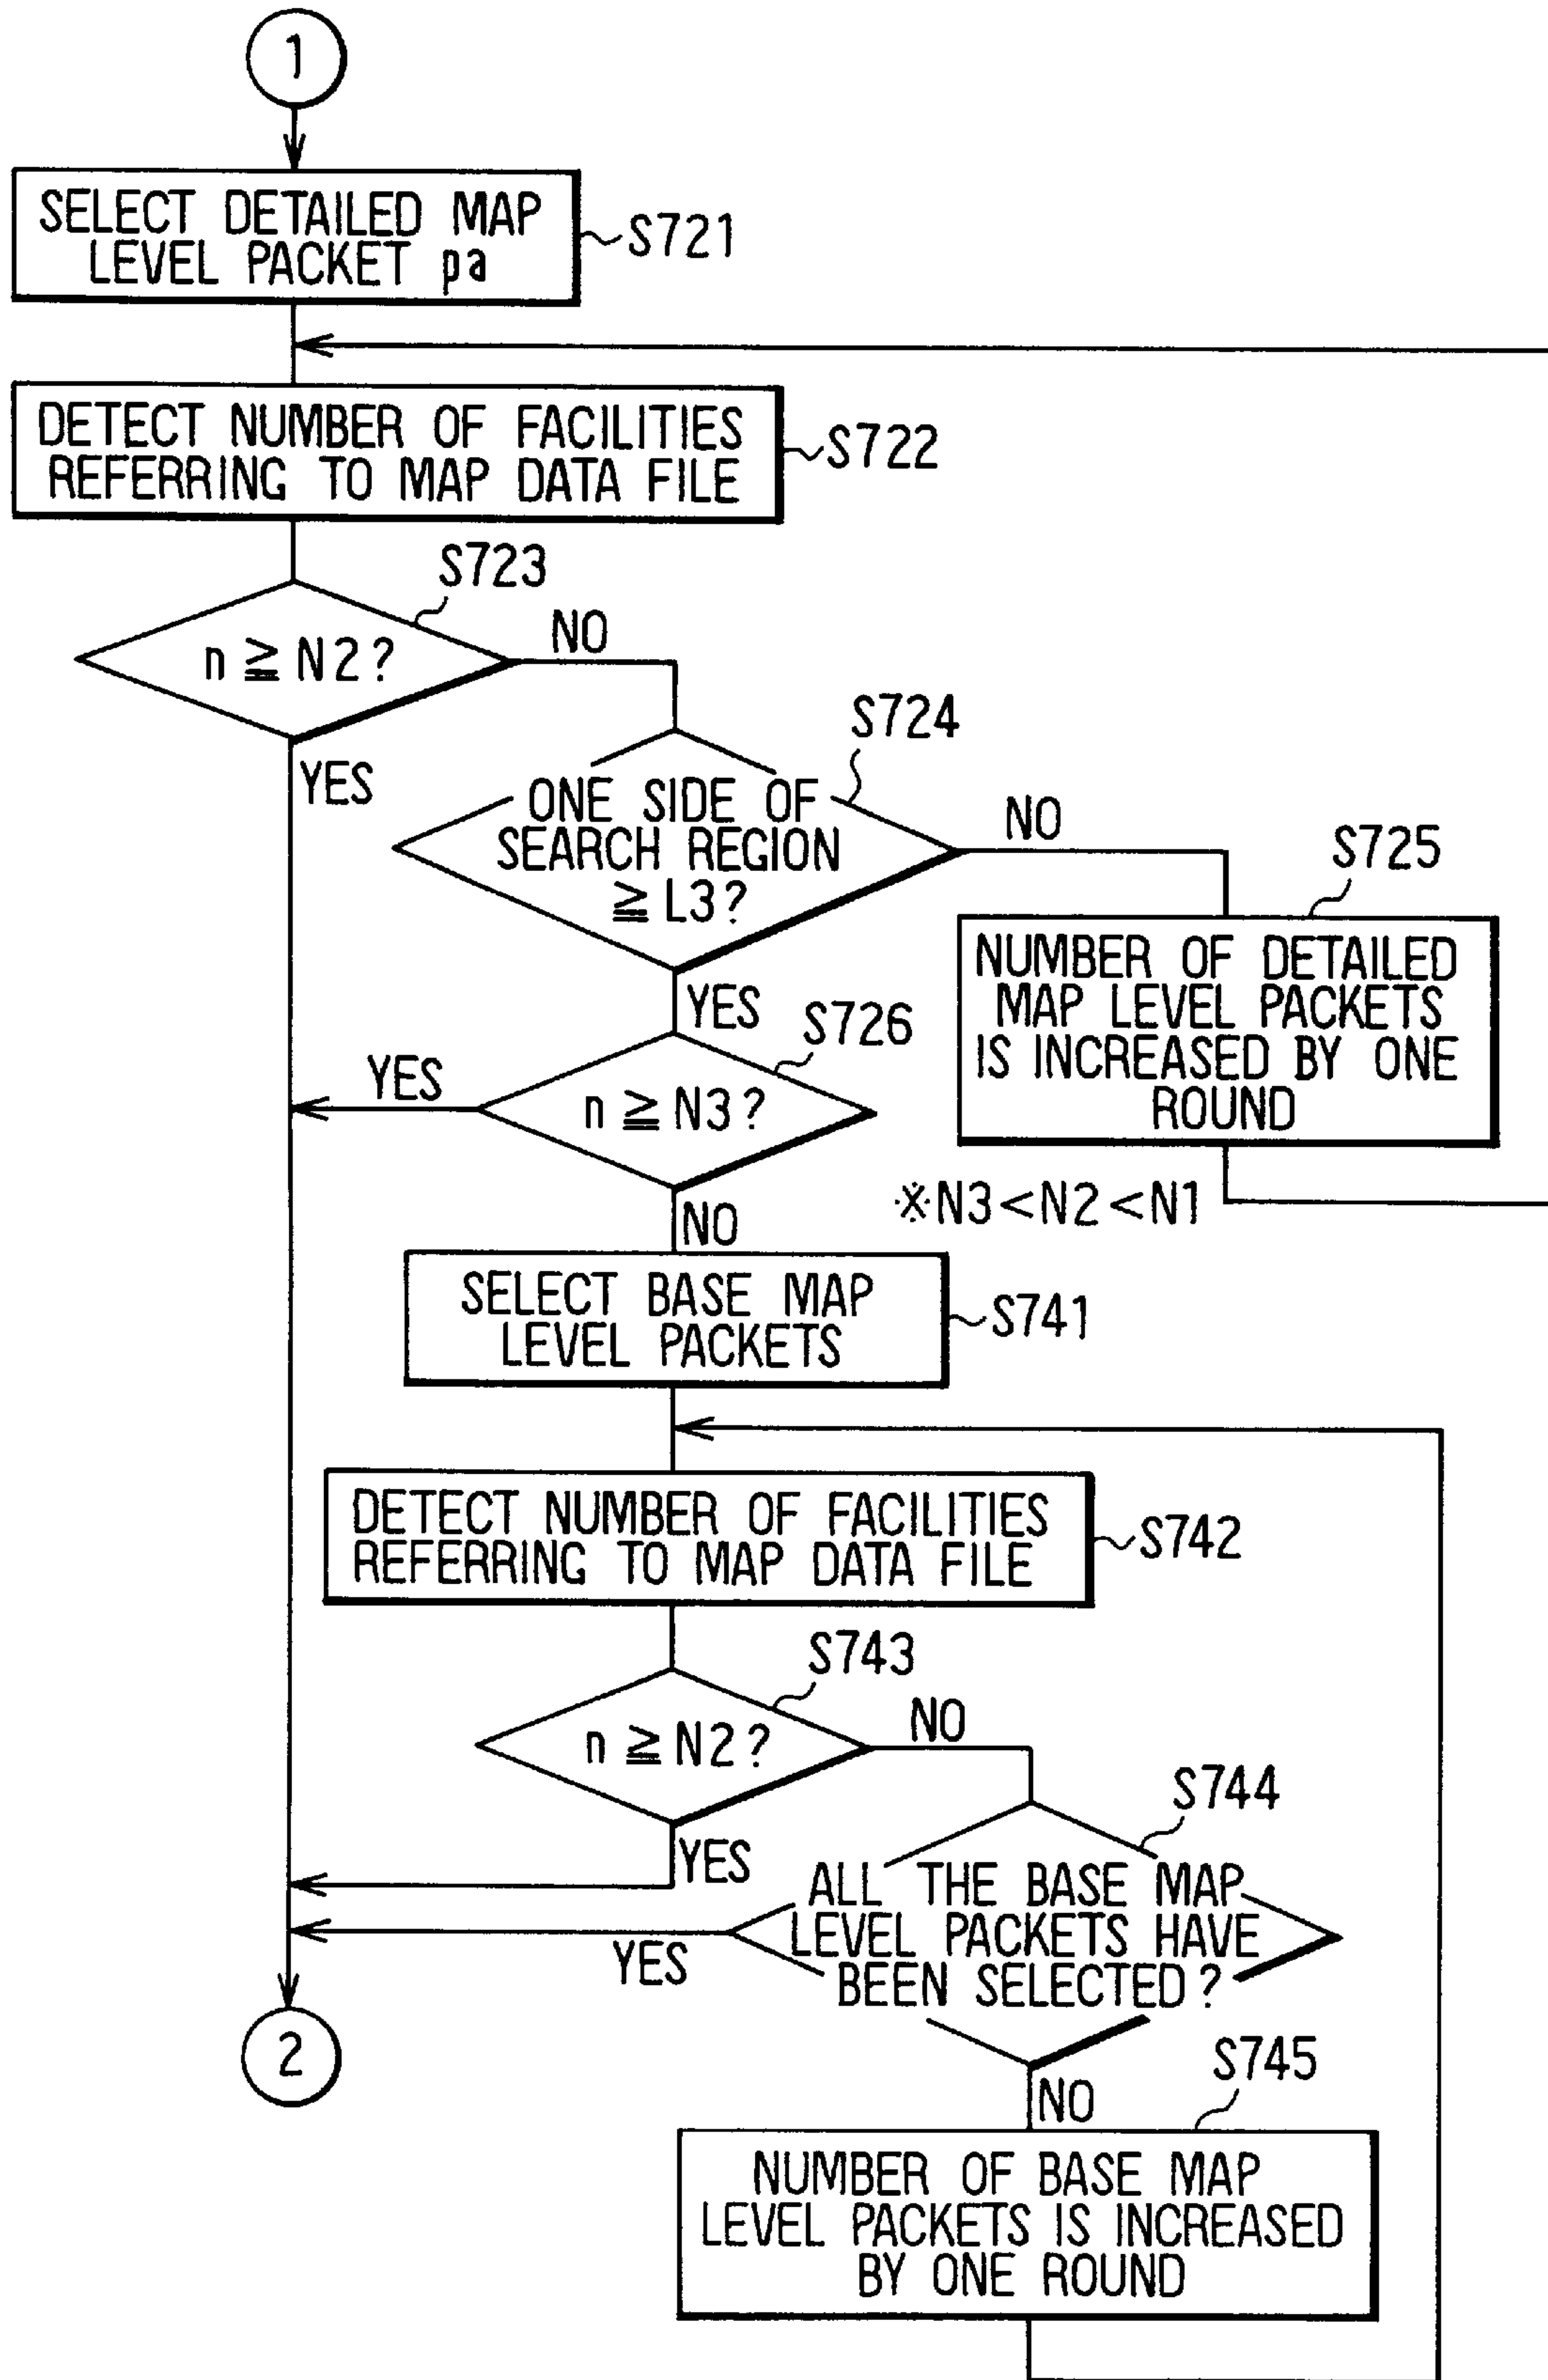 1
SELECT DETAILED MAP
LEVEL PACKET pa
S721
DETECT NUMBER OF FACILITIES
REFERRING TO MAP DATA FILE
S722
S723
n ≧ N2?
NO
YES
S724
ONE SIDE OF
SEARCH REGION
≧ L3?
NO
YES
S725
NUMBER OF DETAILED
MAP LEVEL PACKETS
IS INCREASED BY ONE
ROUND
S726
n ≧ N3?
YES
NO
※N3<N2<N1
SELECT BASE MAP
LEVEL PACKETS
S741
DETECT NUMBER OF FACILITIES
REFERRING TO MAP DATA FILE
S742
S743
n ≧ N2?
NO
YES
S744
ALL THE BASE MAP
LEVEL PACKETS HAVE
BEEN SELECTED?
YES
NO
2
S745
NUMBER OF BASE MAP
LEVEL PACKETS IS INCREASED
BY ONE ROUND